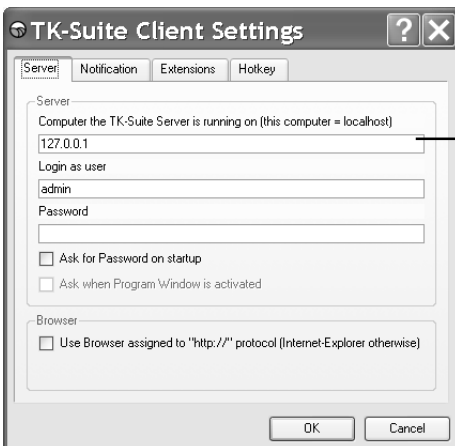 TK-Suite Client Settings
Server Notification Extensions Hotkey
Server
Computer the TK-Suite Server is running on (this computer = localhost)
127.0.0.1
Login as user
admin
Password
Ask for Password on startup
Ask when Program Window is activated
Browser
Use Browser assigned to "http://" protocol (Internet-Explorer otherwise)
OK Cancel